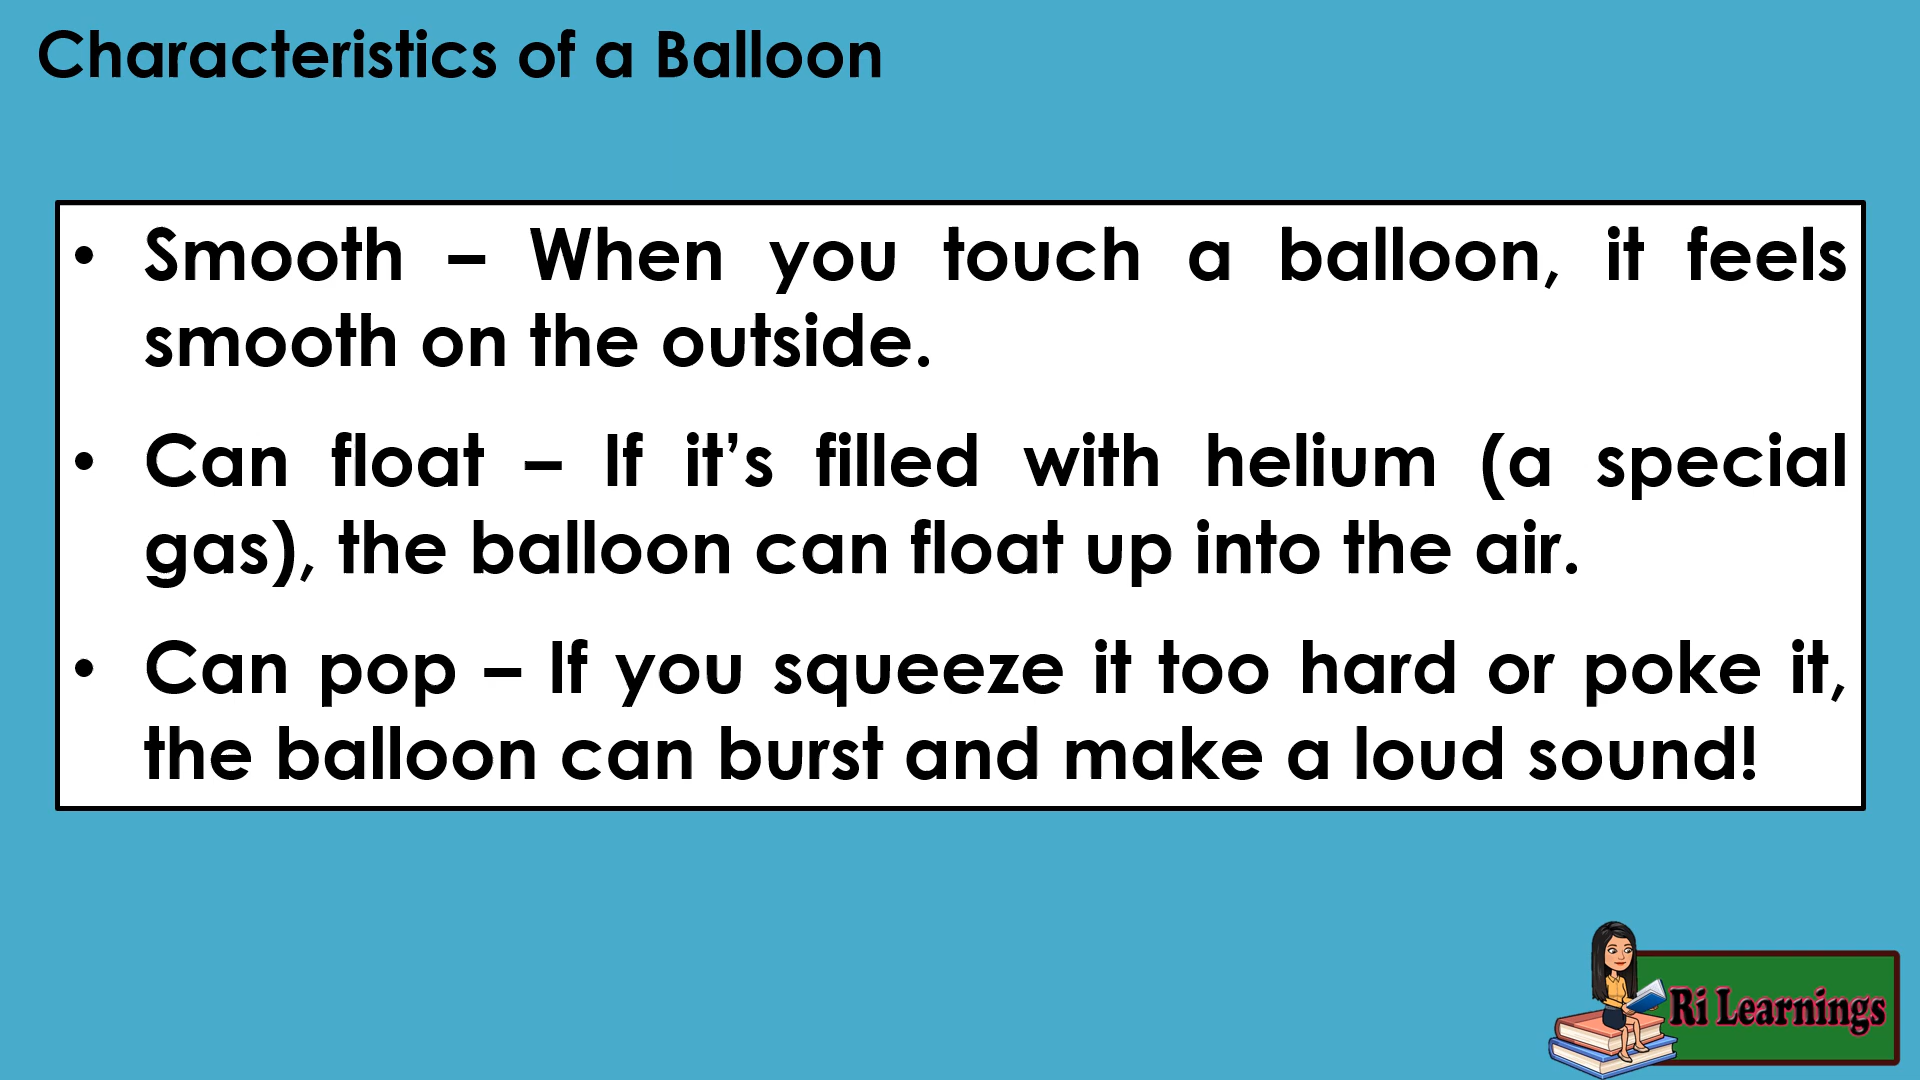 Characteristics of a Balloon
• Smooth – When you touch a balloon, it feels
smooth on the outside.
• Can float – If it’s filled with helium (a special
gas), the balloon can float up into the air.
• Can pop – If you squeeze it too hard or poke it,
the balloon can burst and make a loud sound!
Ri Learnings